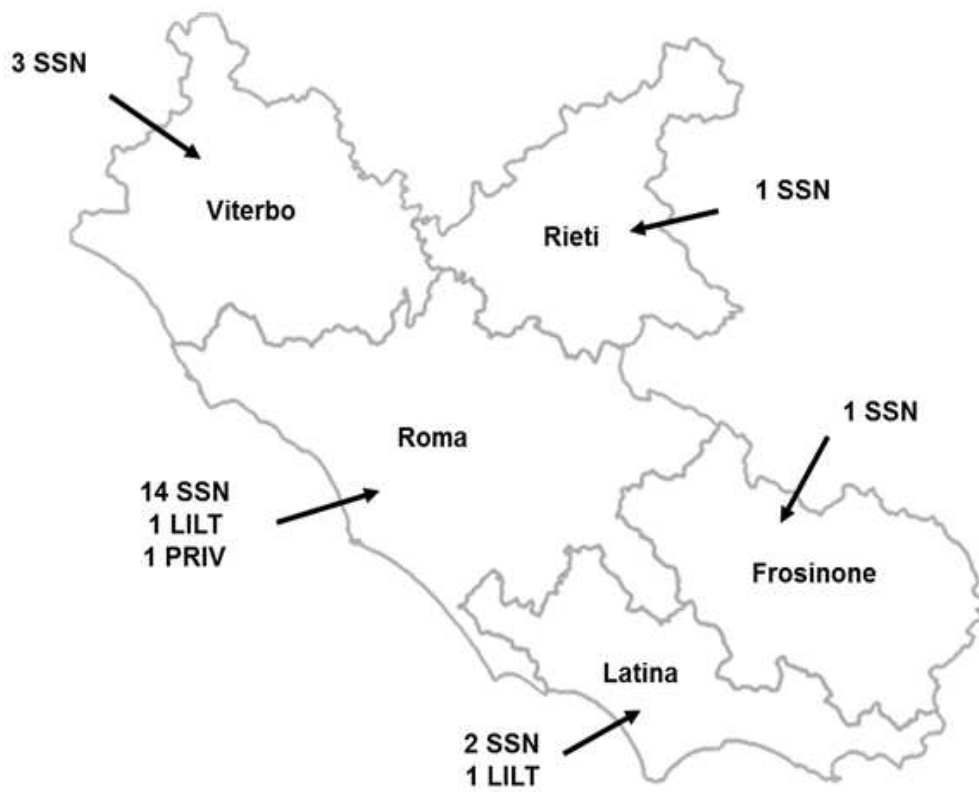 3 SSN
Viterbo
1 SSN
Rieti
1 SSN
Roma
14 SSN
1 LILT
1 PRIV
Frosinone
Latina
2 SSN
1 LILT